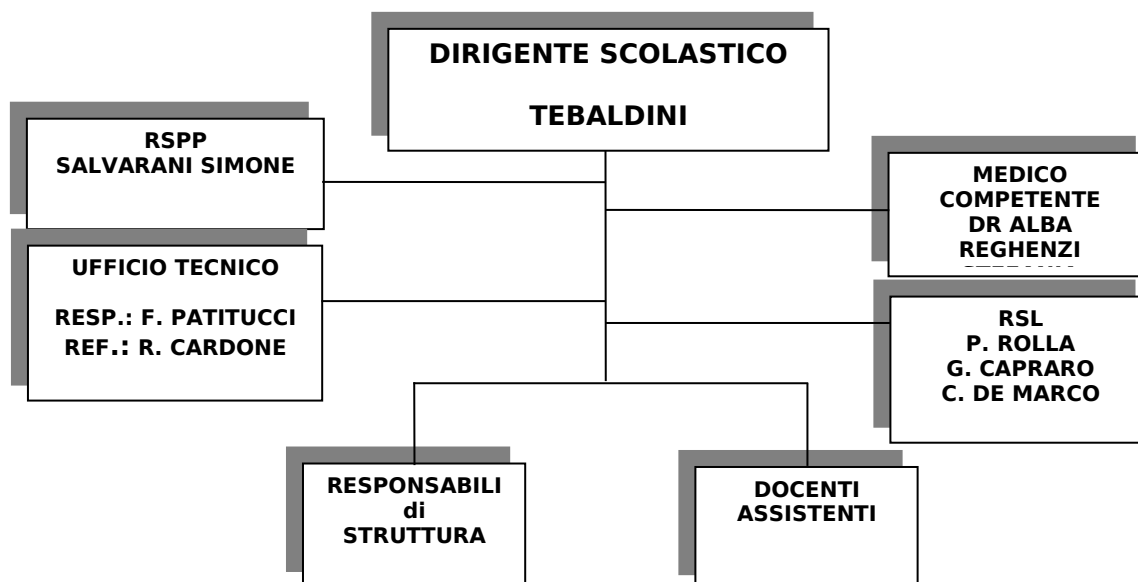 DIRIGENTE SCOLASTICO
TEBALDINI
RSPP
SALVARANI SIMONE
MEDICO
COMPETENTE
DR ALBA
REGHENZI
UFFICIO TECNICO
RESP.: F. PATITUCCI
REF.: R. CARDONE
RSL
P. ROLLA
G. CAPRARO
C. DE MARCO
RESPONSABILI
di
STRUTTURA
DOCENTI
ASSISTENTI